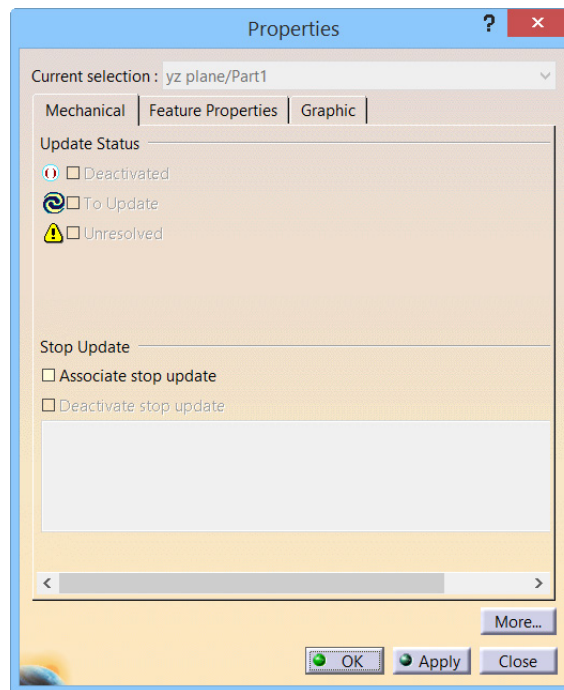 Properties ?
Current selection : yz plane/Part1
Mechanical Feature Properties Graphic
Update Status
Deactivated
To Update
Unresolved
Stop Update
Associate stop update
Deactivate stop update
More...
OK Apply Close